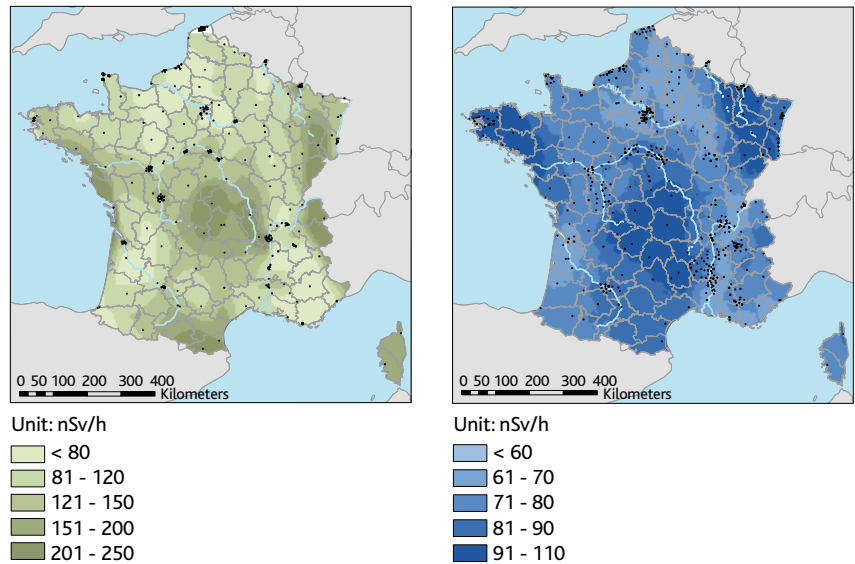 0 50 100 200 300 400
Kilometers
Unit: nSv/h
< 80
81 - 120
121 - 150
151 - 200
201 - 250
0 50 100 200 300 400
Kilometers
Unit: nSv/h
< 60
61 - 70
71 - 80
81 - 90
91 - 110